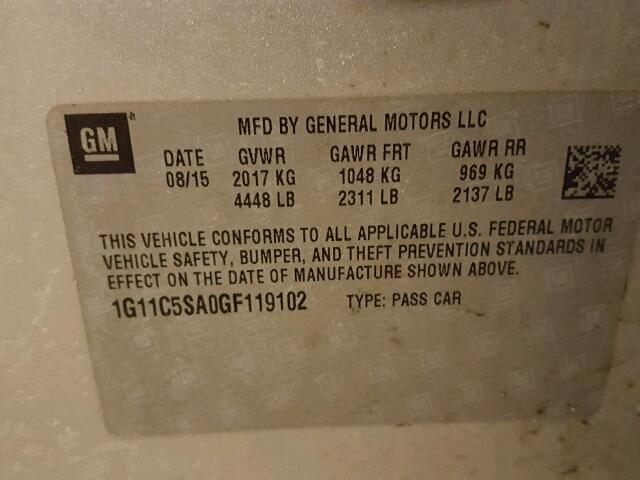 GM ® MFD BY GENERAL MOTORS LLC
DATE GVWR GAWR FRT GAWR RR
08/15 2017 KG 1048 KG 969 KG
4448 LB 2311 LB 2137 LB
THIS VEHICLE CONFORMS TO ALL APPLICABLE U.S. FEDERAL MOTOR
VEHICLE SAFETY, BUMPER, AND THEFT PREVENTION STANDARDS IN
EFFECT ON THE DATE OF MANUFACTURE SHOWN ABOVE.
1G11C5SA0GF119102 TYPE: PASS CAR